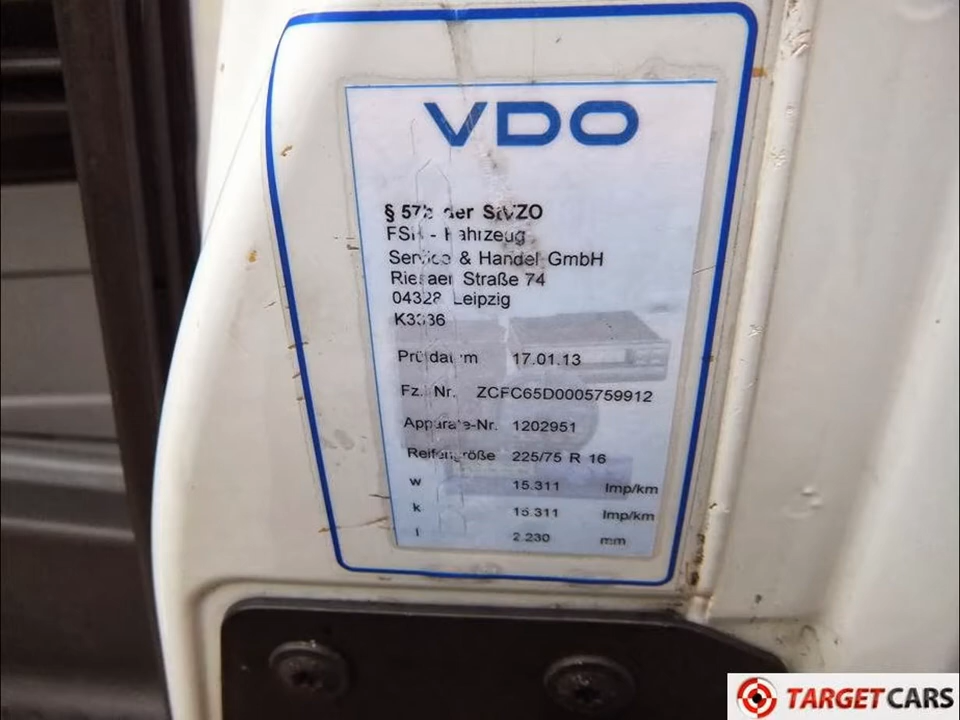 VDO
§ 57b der StVZO
FSH - Fahrzeug
Service & Handel GmbH
Riesaer Straße 74
04328 Leipzig
K3336
Prüfdatum 17.01.13
Fz. Nr. ZCFC65D0005759912
Apparate-Nr. 1202951
Reifengröße 225/75 R 16
w 15.311 Imp/km
k 15.311 Imp/km
l 2.230 mm
TARGETCARS